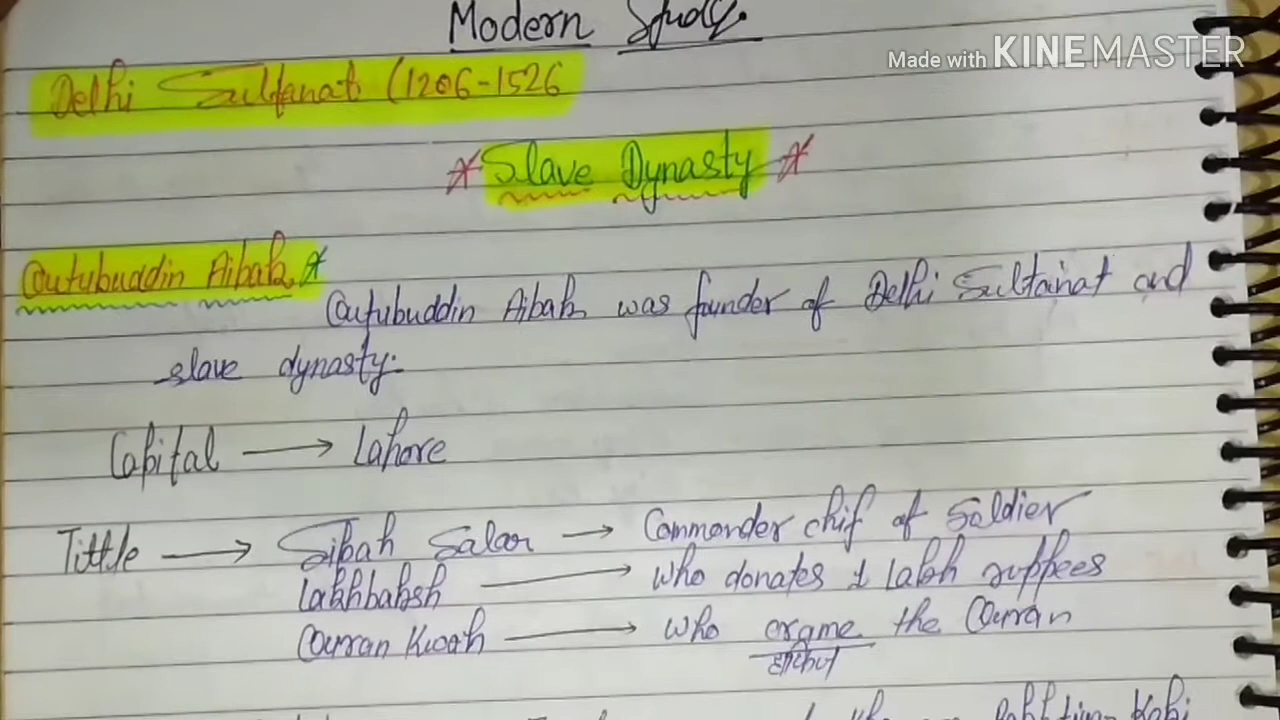 Modern Study.
Made with KINEMASTER
Delhi Sultanat (1206-1526
* Slave Dynasty *
Qutubuddin Aibak *
Qutubuddin Aibak was founder of Delhi Sultanat and
slave dynasty.
Capital → Lahore
Tittle → Sipah Salar → Commander chif of Soldier
Lakhbaksh → Who donates 1 Lakh ruppees
Quran Kwah → Who crame the Quran